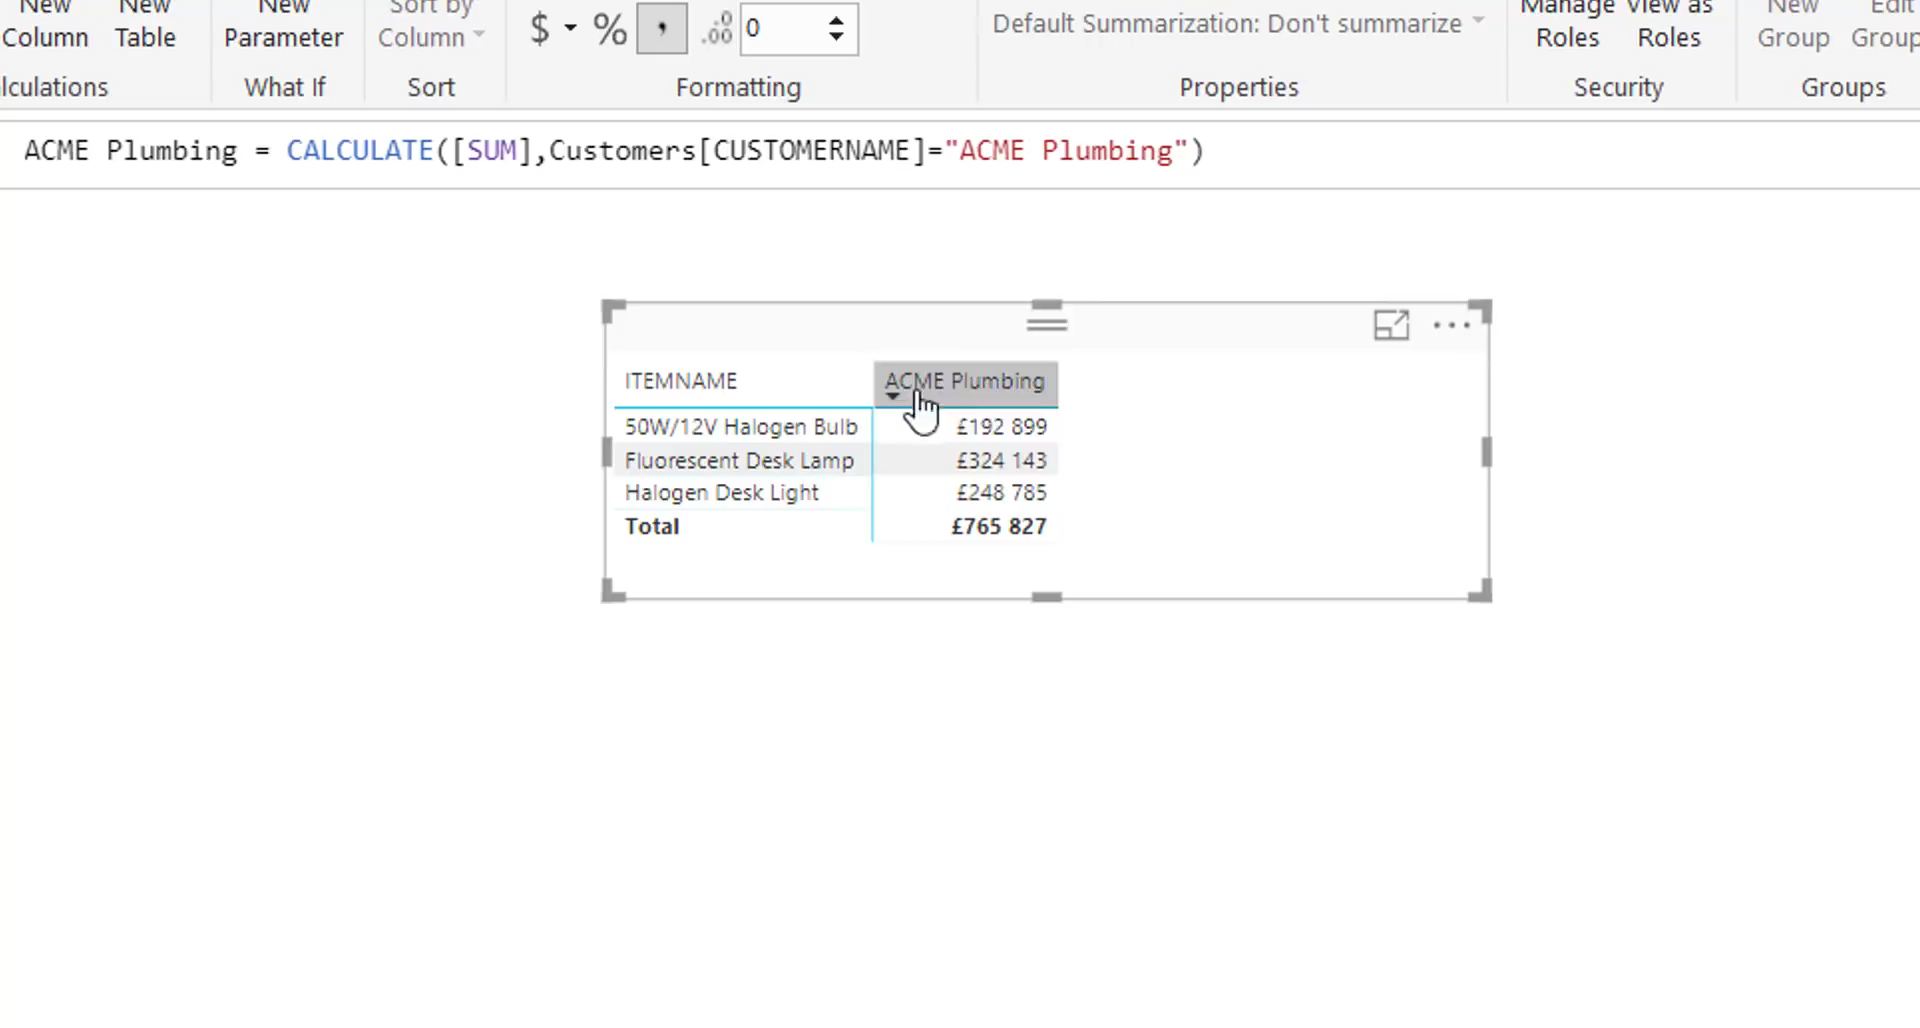 New New New Sort by $ % , .0 .00 0 Default Summarization: Don't summarize Manage View as New Edit
Column Table Parameter Column Roles Roles Group Group
lculations What If Sort Formatting Properties Security Groups
ACME Plumbing = CALCULATE([SUM],Customers[CUSTOMERNAME]="ACME Plumbing")
ITEMNAME ACME Plumbing
50W/12V Halogen Bulb £192 899
Fluorescent Desk Lamp £324 143
Halogen Desk Light £248 785
Total £765 827